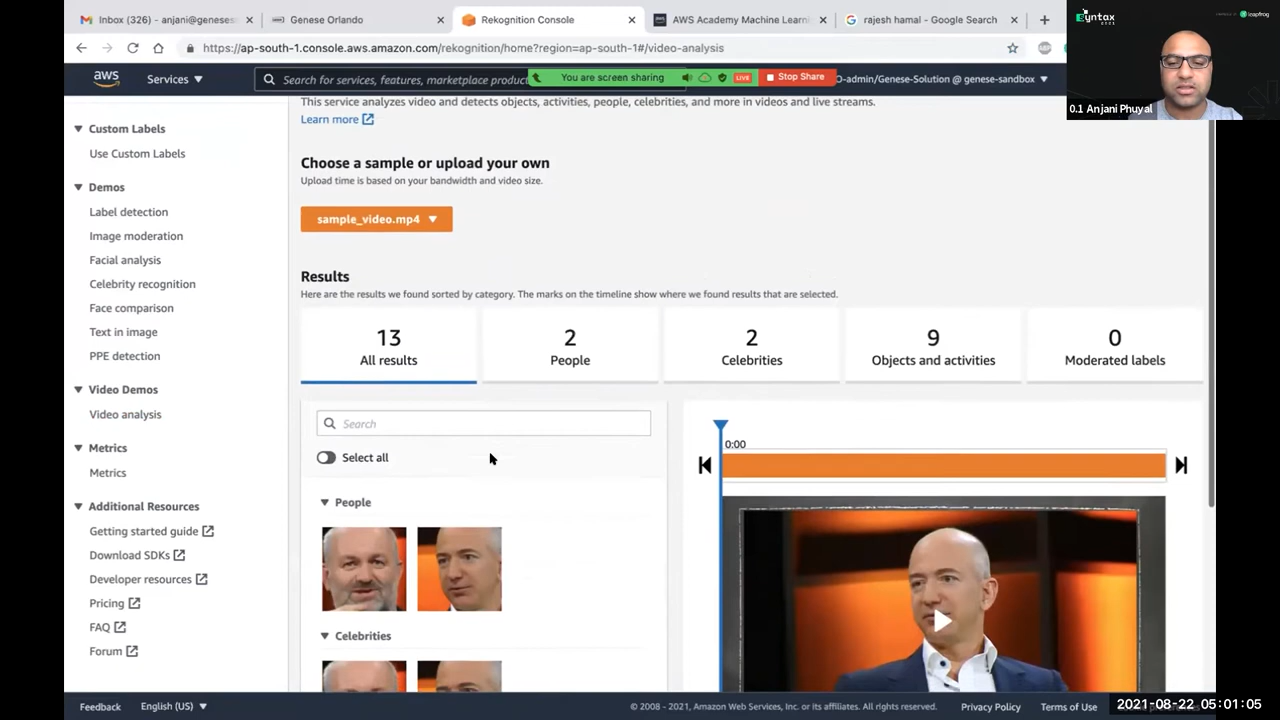 Inbox (326) - anjani@geneses
Genese Orlando
Rekognition Console
AWS Academy Machine Learni
rajesh hamal - Google Search
https://ap-south-1.console.aws.amazon.com/rekognition/home?region=ap-south-1#/video-analysis
aws
Services
Search for services, features, marketplace produc
You are screen sharing
LIVE
Stop Share
O-admin/Genese-Solution @ genese-sandbox
Syntax
leapfrog
0.1 Anjani Phuyal
Custom Labels
Use Custom Labels
Demos
Label detection
Image moderation
Facial analysis
Celebrity recognition
Face comparison
Text in image
PPE detection
Video Demos
Video analysis
Metrics
Metrics
Additional Resources
Getting started guide
Download SDKs
Developer resources
Pricing
FAQ
Forum
This service analyzes video and detects objects, activities, people, celebrities, and more in videos and live streams.
Learn more
Choose a sample or upload your own
Upload time is based on your bandwidth and video size.
sample_video.mp4
Results
Here are the results we found sorted by category. The marks on the timeline show where we found results that are selected.
13
All results
2
People
2
Celebrities
9
Objects and activities
0
Moderated labels
Search
Select all
People
Celebrities
0:00
Feedback
English (US)
© 2008 - 2021, Amazon Web Services, Inc. or its affiliates. All rights reserved.
Privacy Policy
Terms of Use
2021-08-22 05:01:05